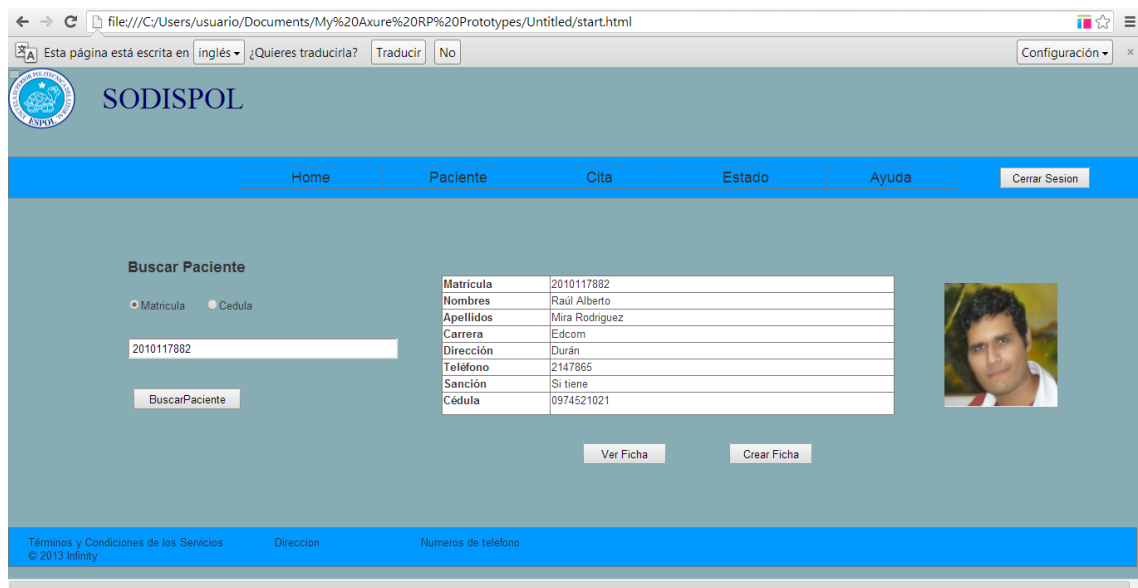 file:///C:/Users/usuario/Documents/My%20Axure%20RP%20Prototypes/Untitled/start.html
Esta página está escrita en inglés ¿Quieres traducirla? Traducir No Configuración
ESPOL
SODISPOL
Home Paciente Cita Estado Ayuda Cerrar Sesion
Buscar Paciente
Matricula Cedula
2010117882
BuscarPaciente
Matricula 2010117882
Nombres Raúl Alberto
Apellidos Mira Rodriguez
Carrera Edcom
Dirección Durán
Teléfono 2147865
Sanción Si tiene
Cédula 0974521021
Ver Ficha Crear Ficha
Términos y Condiciones de los Servicios Direccion Numeros de telefono
© 2013 Infinity